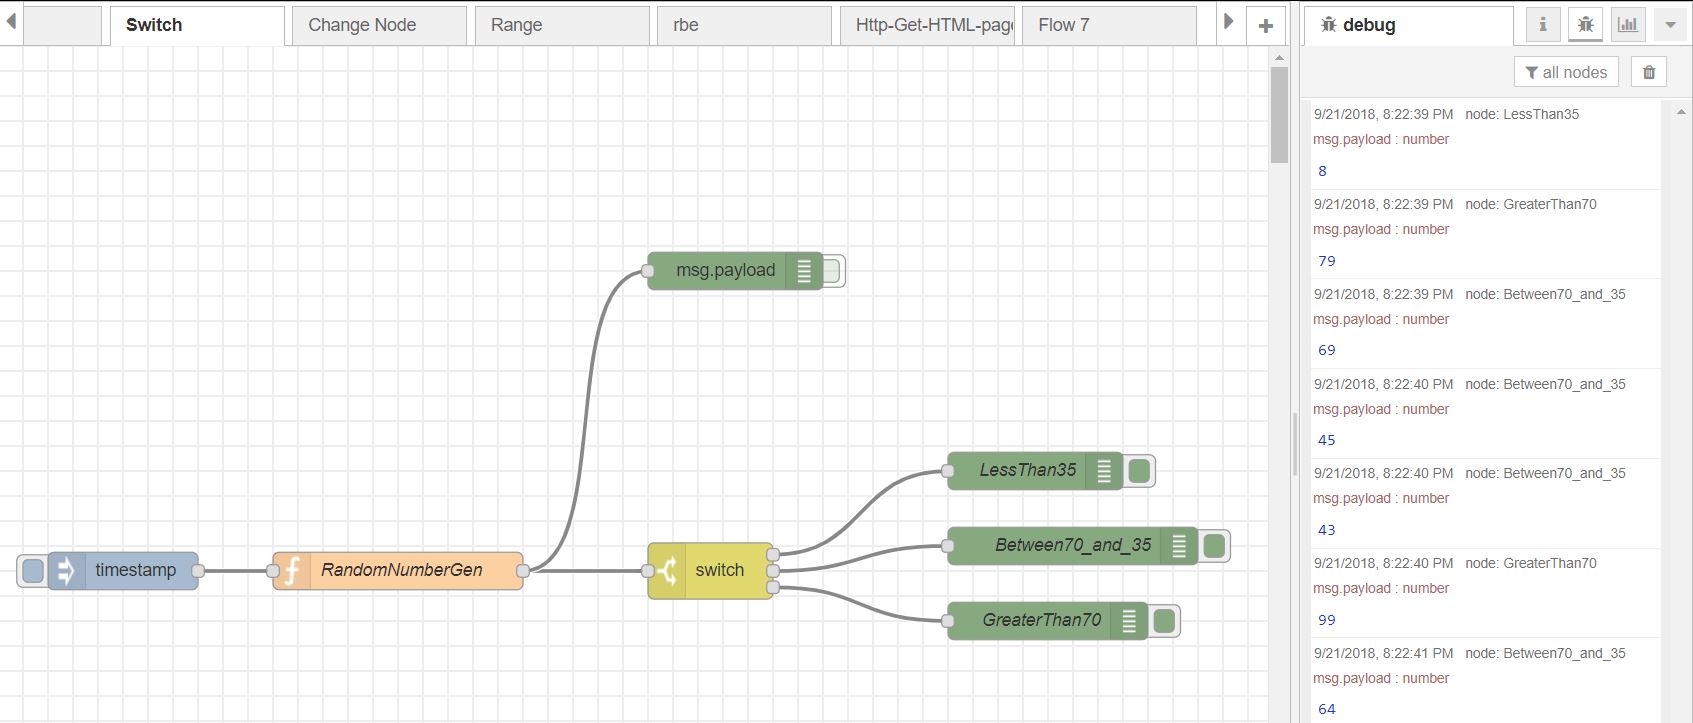 Switch
Change Node
Range
rbe
Http-Get-HTML-page
Flow 7
+
debug
i
all nodes
msg.payload
LessThan35
Between70_and_35
GreaterThan70
timestamp
f
RandomNumberGen
switch
9/21/2018, 8:22:39 PM node: LessThan35
msg.payload : number
8
9/21/2018, 8:22:39 PM node: GreaterThan70
msg.payload : number
79
9/21/2018, 8:22:39 PM node: Between70_and_35
msg.payload : number
69
9/21/2018, 8:22:40 PM node: Between70_and_35
msg.payload : number
45
9/21/2018, 8:22:40 PM node: Between70_and_35
msg.payload : number
43
9/21/2018, 8:22:40 PM node: GreaterThan70
msg.payload : number
99
9/21/2018, 8:22:41 PM node: Between70_and_35
msg.payload : number
64